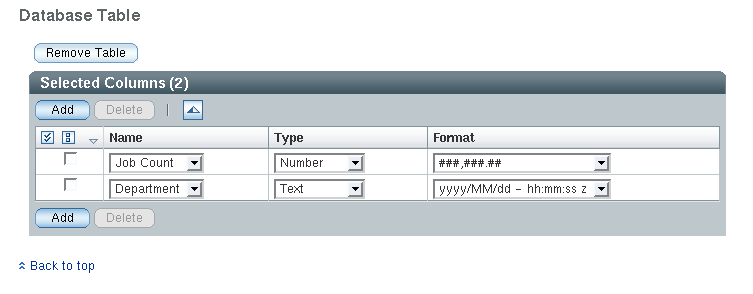 Database Table
Remove Table
Selected Columns (2)
Add Delete |
Name Type Format
Job Count Number ###,###.##
Department Text yyyy/MM/dd - hh:mm:ss z
Add Delete
Back to top